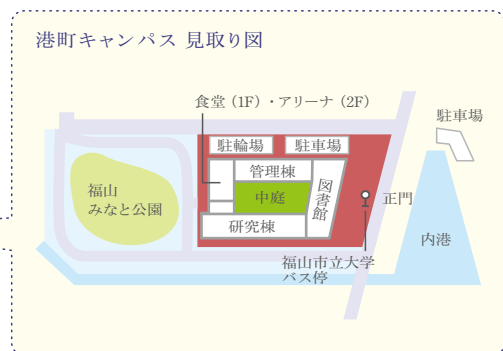 港町キャンパス 見取り図
食堂（1F）・アリーナ（2F）
駐車場
駐輪場
駐車場
管理棟
中庭
図書館
研究棟
福山
みなと公園
正門
内港
福山市立大学
バス停